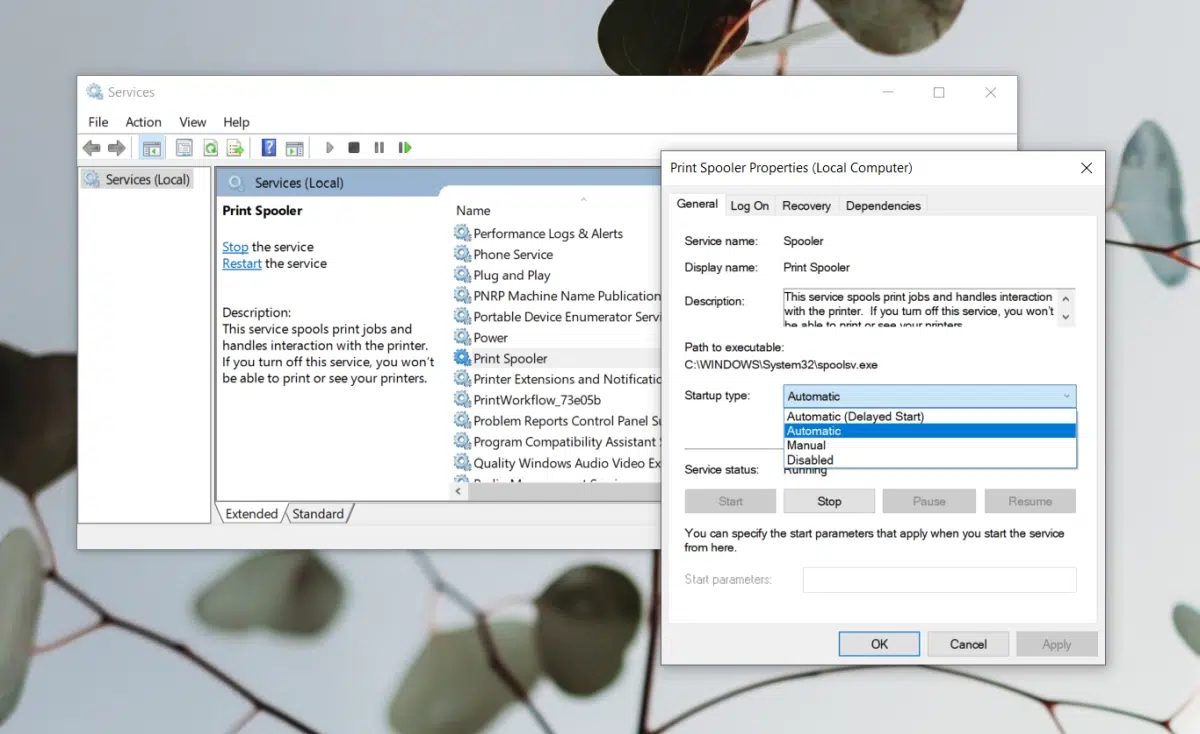 Services
File Action View Help
Services (Local)
Services (Local)
Print Spooler
Stop the service
Restart the service
Description:
This service spools print jobs and
handles interaction with the printer.
If you turn off this service, you won't
be able to print or see your printers.
Name
Performance Logs & Alerts
Phone Service
Plug and Play
PNRP Machine Name Publication
Portable Device Enumerator Servi
Power
Print Spooler
Printer Extensions and Notificatio
PrintWorkflow_73e05b
Problem Reports Control Panel Su
Program Compatibility Assistant
Quality Windows Audio Video Ex
Extended Standard
Print Spooler Properties (Local Computer)
General Log On Recovery Dependencies
Service name: Spooler
Display name: Print Spooler
Description: This service spools print jobs and handles interaction
with the printer. If you turn off this service, you won't
be able to print or see your printers
Path to executable:
C:\WINDOWS\System32\spoolsv.exe
Startup type: Automatic
Automatic (Delayed Start)
Automatic
Manual
Disabled
Service status: Running
Start Stop Pause Resume
You can specify the start parameters that apply when you start the service
from here.
Start parameters:
OK Cancel Apply